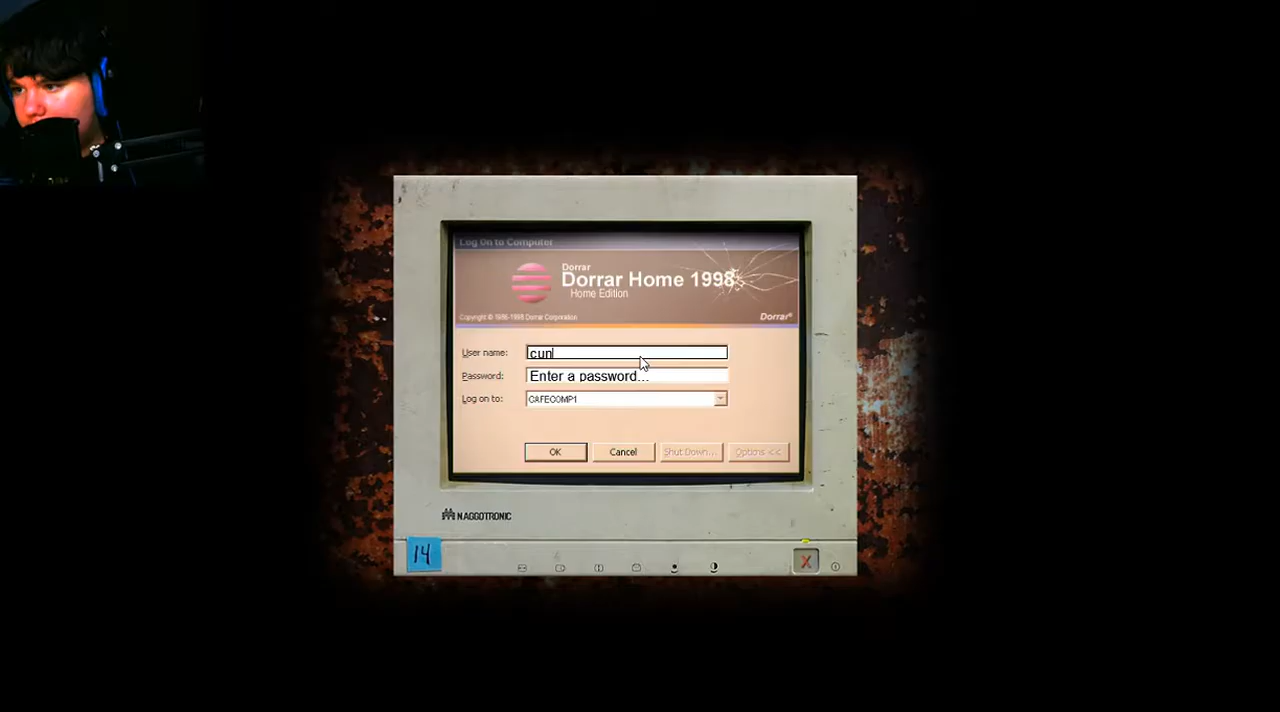 Log On to Computer
Dorrar
Dorrar Home 1998
Home Edition
Copyright © 1986-1998 Dorrar Corporation
Dorrar®
User name: cun
Password: Enter a password...
Log on to: CAFECOMP1
OK Cancel Shut Down... Options <<
NAGGOTRONIC
14
X